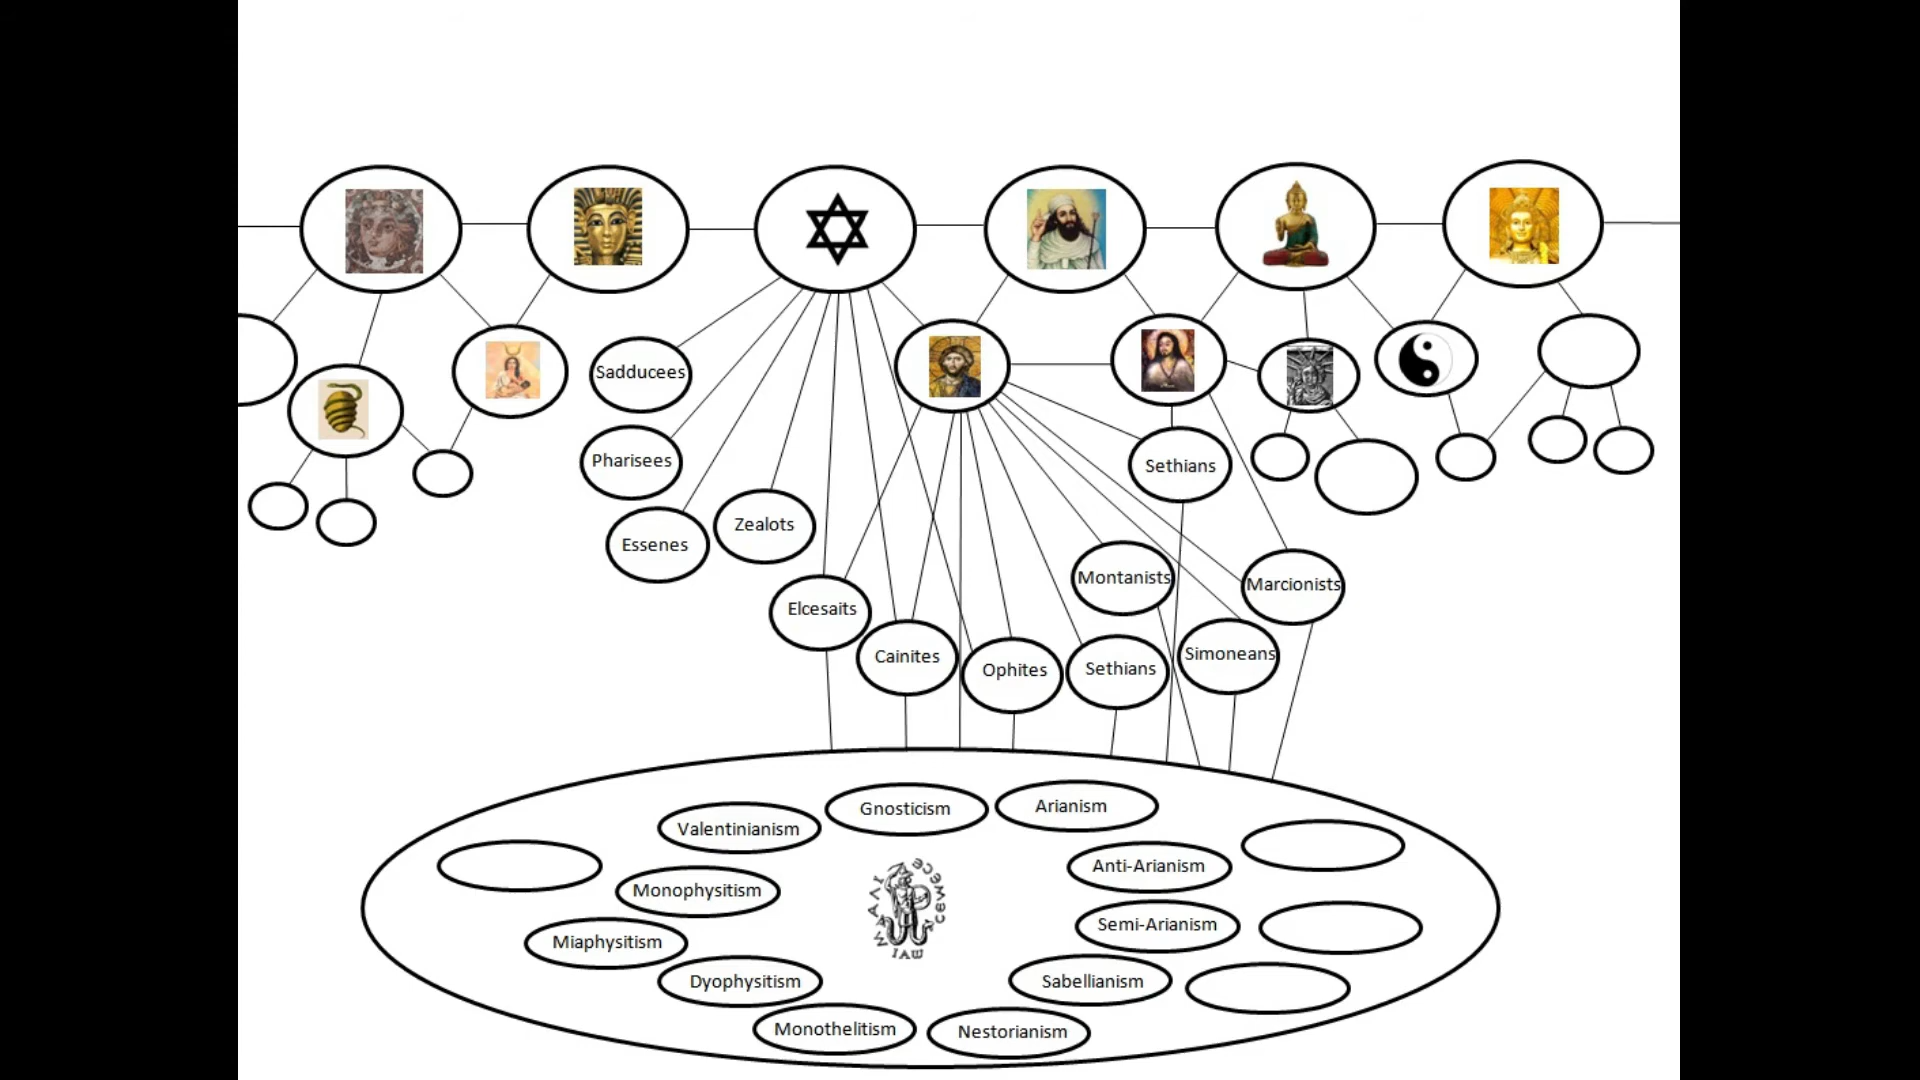 Sadducees
Pharisees
Sethians
Essenes
Zealots
Montanists
Marcionists
Elcesaits
Cainites
Ophites
Sethians
Simoneans
Gnosticism
Arianism
Valentinianism
Anti-Arianism
Monophysitism
Semi-Arianism
Miaphysitism
Dyophysitism
Sabellianism
Monothelitism
Nestorianism
ΙΑW